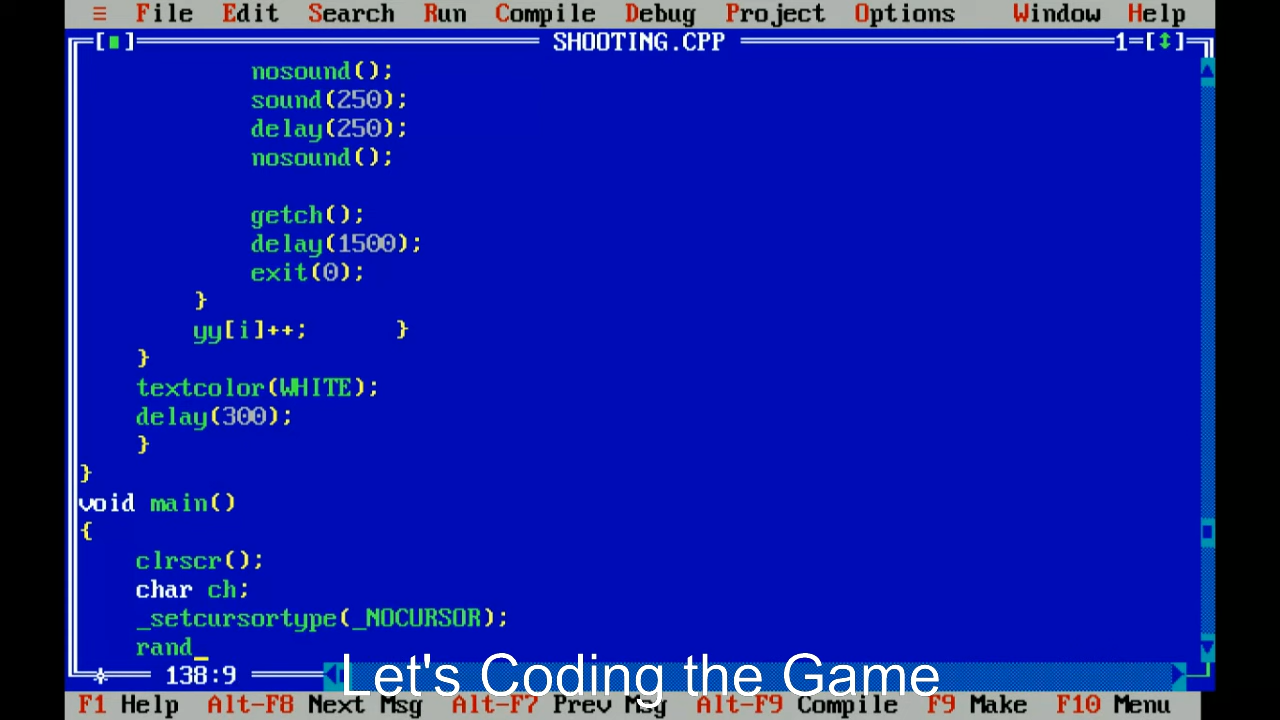 ≡ File Edit Search Run Compile Debug Project Options Window Help
[■] SHOOTING.CPP 1=[↕]
nosound();
sound(250);
delay(250);
nosound();
getch();
delay(1500);
exit(0);
}
yy[i]++; }
}
textcolor(WHITE);
delay(300);
}
}
void main()
{
clrscr();
char ch;
_setcursortype(_NOCURSOR);
rand_
138:9
Let's Coding the Game
F1 Help Alt-F8 Next Msg Alt-F7 Prev Msg Alt-F9 Compile F9 Make F10 Menu